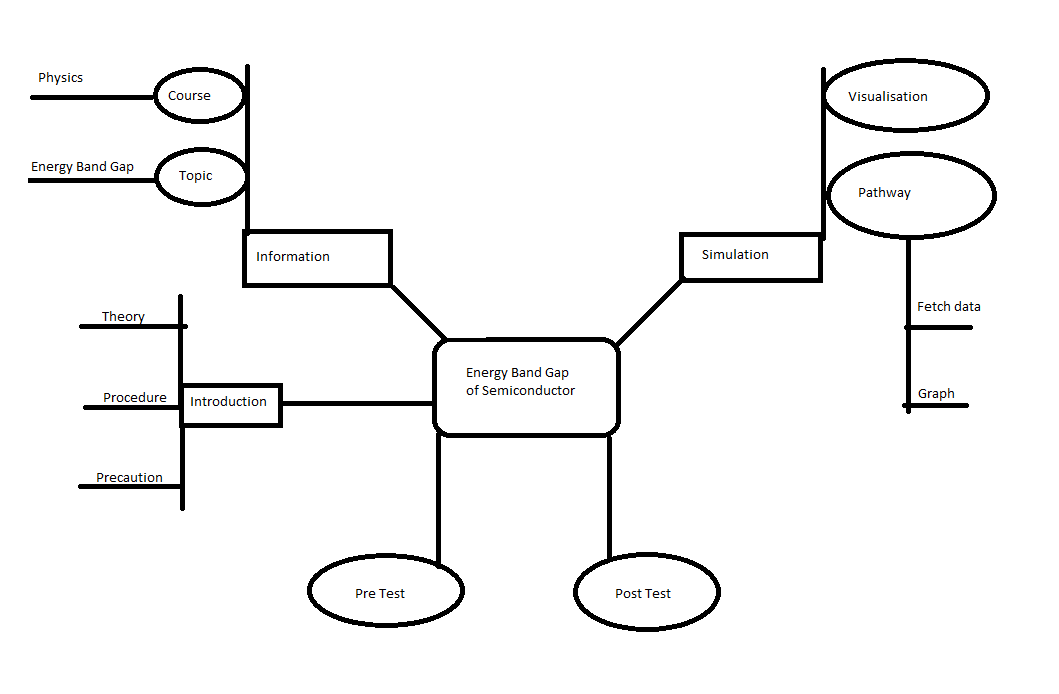 Physics
Course
Energy Band Gap
Topic
Information
Theory
Procedure
Introduction
Precaution
Energy Band Gap
of Semiconductor
Pre Test
Post Test
Simulation
Visualisation
Pathway
Fetch data
Graph